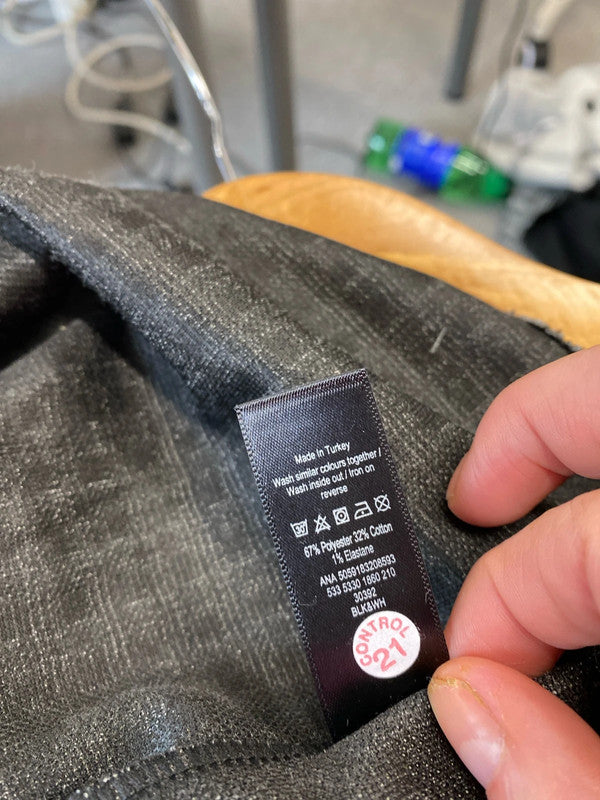 Made In Turkey
Wash similar colours together /
Wash inside out / Iron on
reverse
30
67% Polyester 32% Cotton
1% Elastane
ANA 5059183208593
533 5330 1860 210
30392
BLK&WH
CONTROL
21